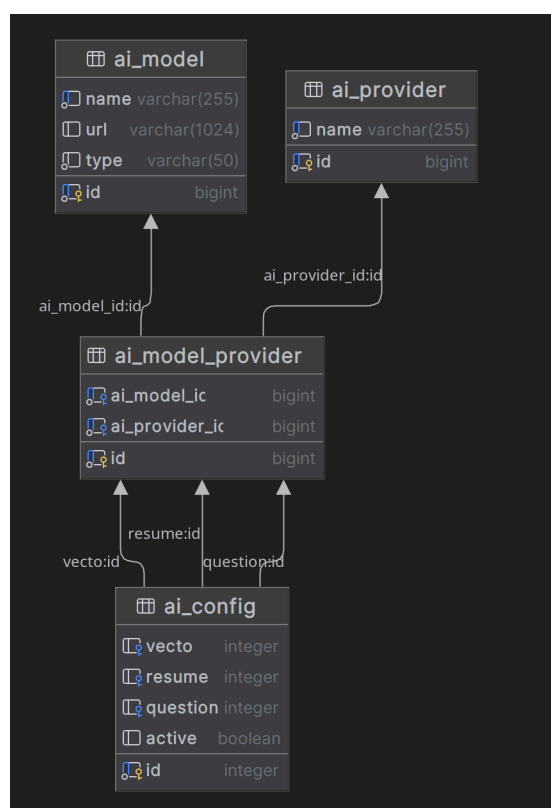 ai_model
name varchar(255)
url varchar(1024)
type varchar(50)
id bigint
ai_provider
name varchar(255)
id bigint
ai_provider_id:id
ai_model_id:id
ai_model_provider
ai_model_ic bigint
ai_provider_ic bigint
id bigint
resume:id
vecto:id
question:id
ai_config
vecto integer
resume integer
question integer
active boolean
id integer